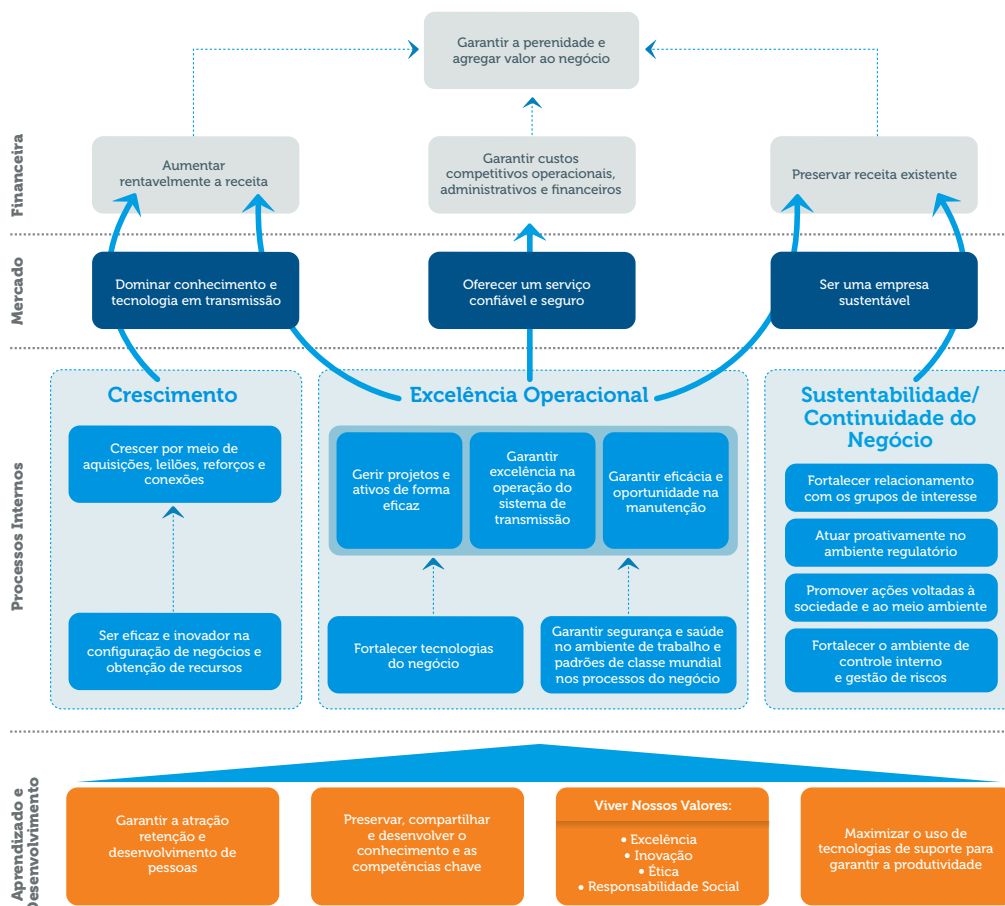 Garantir a perenidade e
agregar valor ao negócio
Financeira
Aumentar
rentavelmente a receita
Garantir custos
competitivos operacionais,
administrativos e financeiros
Preservar receita existente
Mercado
Dominar conhecimento e
tecnologia em transmissão
Oferecer um serviço
confiável e seguro
Ser uma empresa
sustentável
Processos Internos
Crescimento
Crescer por meio de
aquisições, leilões, reforços e
conexões
Ser eficaz e inovador na
configuração de negócios e
obtenção de recursos
Excelência Operacional
Gerir projetos e
ativos de forma
eficaz
Garantir
excelência na
operação do
sistema de
transmissão
Garantir eficácia e
oportunidade na
manutenção
Fortalecer tecnologias
do negócio
Garantir segurança e saúde
no ambiente de trabalho e
padrões de classe mundial
nos processos do negócio
Sustentabilidade/
Continuidade do
Negócio
Fortalecer relacionamento
com os grupos de interesse
Atuar proativamente no
ambiente regulatório
Promover ações voltadas à
sociedade e ao meio ambiente
Fortalecer o ambiente de
controle interno
e gestão de riscos
Aprendizado e
Desenvolvimento
Garantir a atração
retenção e
desenvolvimento de
pessoas
Preservar, compartilhar
e desenvolver o
conhecimento e as
competências chave
Viver Nossos Valores:
• Excelência
• Inovação
• Ética
• Responsabilidade Social
Maximizar o uso de
tecnologias de suporte para
garantir a produtividade